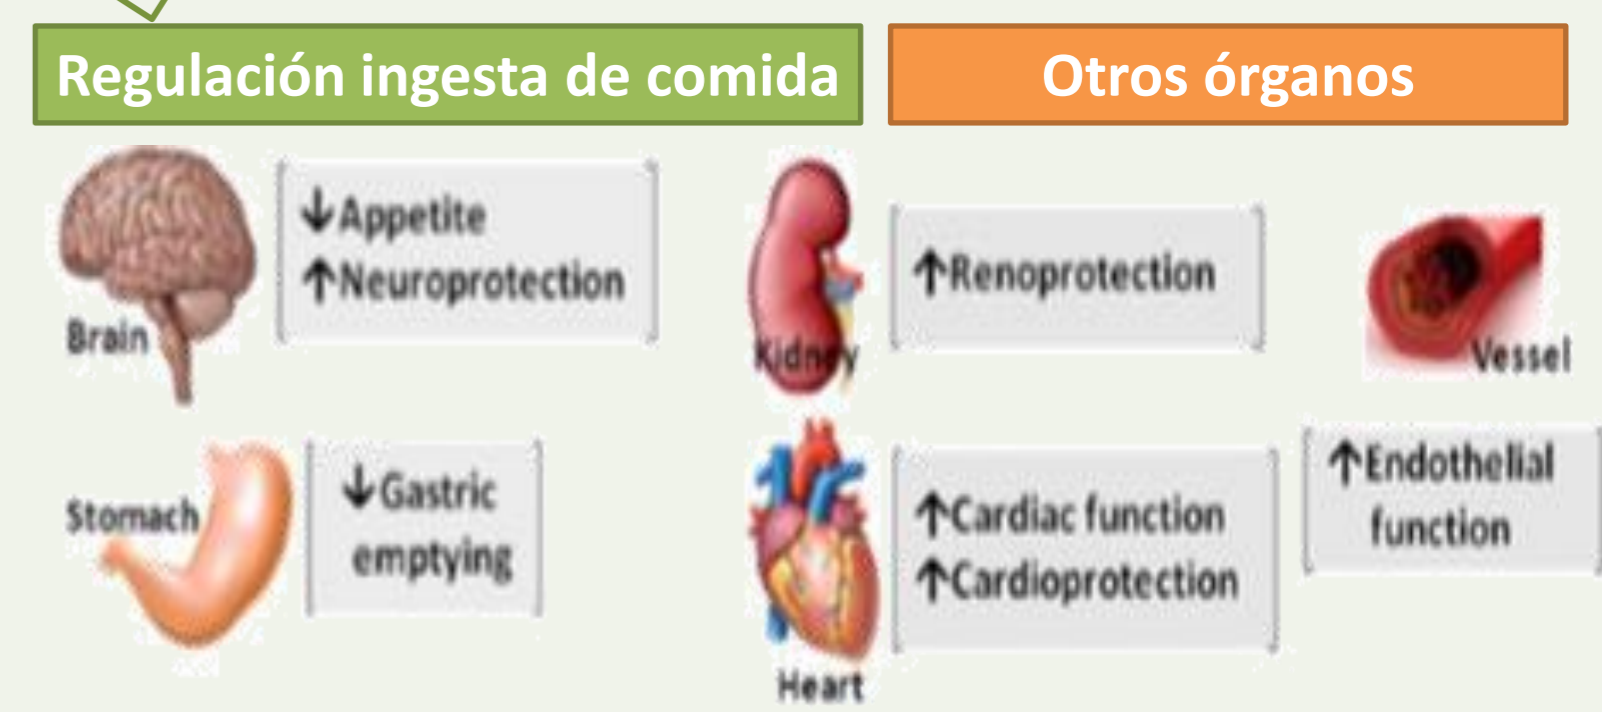 Regulación ingesta de comida
Otros órganos
↓Appetite
↑Neuroprotection
Brain
↓Gastric
emptying
Stomach
↑Renoprotection
Kidney
Vessel
↑Cardiac function
↑Cardioprotection
Heart
↑Endothelial
function